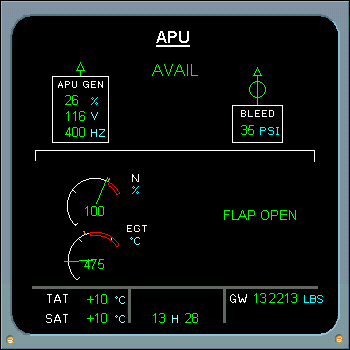 APU
AVAIL
APU GEN
26 %
116 V
400 HZ
BLEED
35 PSI
N
%
100
FLAP OPEN
EGT
°C
475
TAT +10 °C
GW 132213 LBS
SAT +10 °C
13 H 28